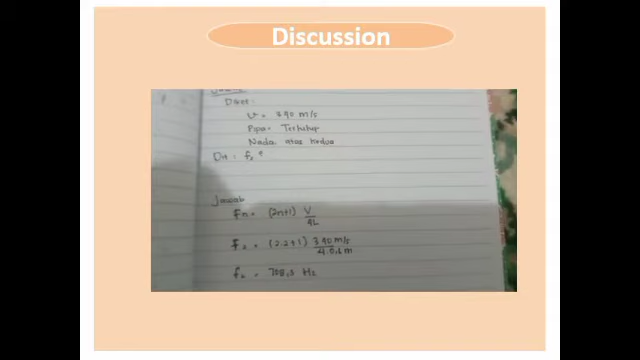 Discussion
Diket:
V = 340 m/s
Pipa = Tertutup
Nada atas kedua
Dit : f₂ ?
Jawab
fn = (2n+1) V
4L
f₂ = (2.2+1) 340 m/s
4.0,6 m
f₂ = 708,3 Hz